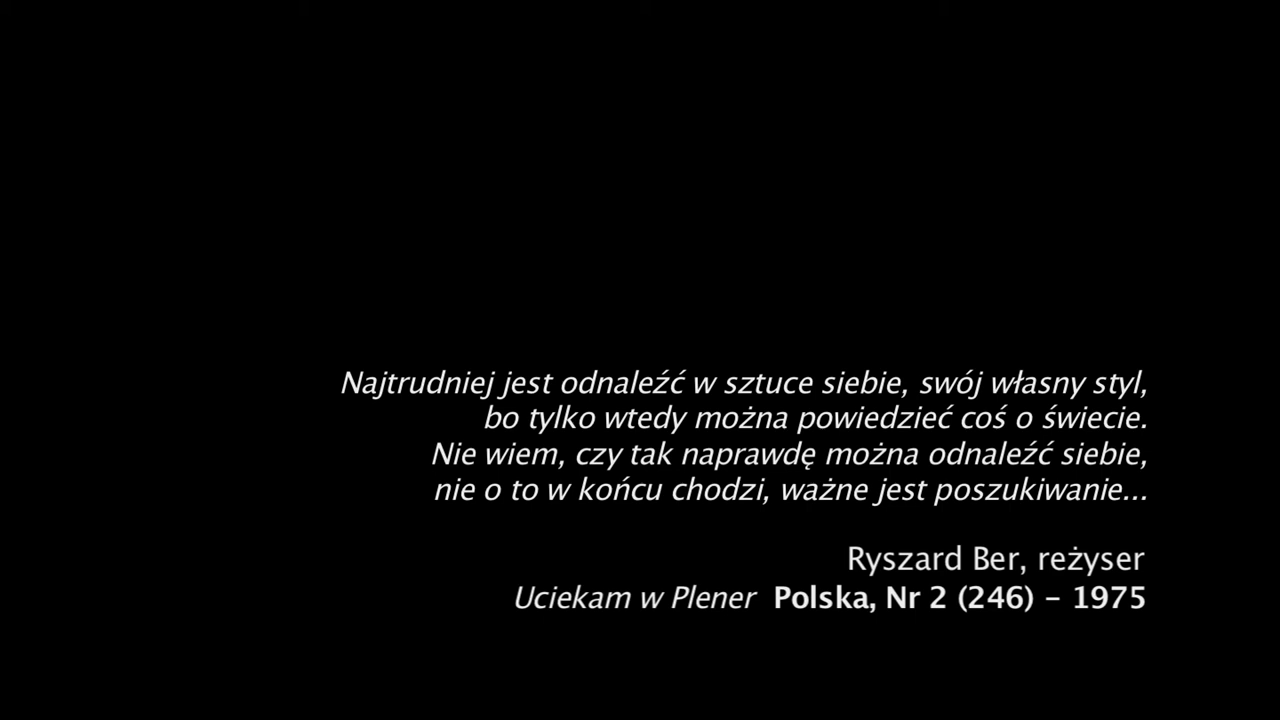 Najtrudniej jest odnaleźć w sztuce siebie, swój własny styl,
bo tylko wtedy można powiedzieć coś o świecie.
Nie wiem, czy tak naprawdę można odnaleźć siebie,
nie o to w końcu chodzi, ważne jest poszukiwanie...
Ryszard Ber, reżyser
Uciekam w Plener Polska, Nr 2 (246) – 1975